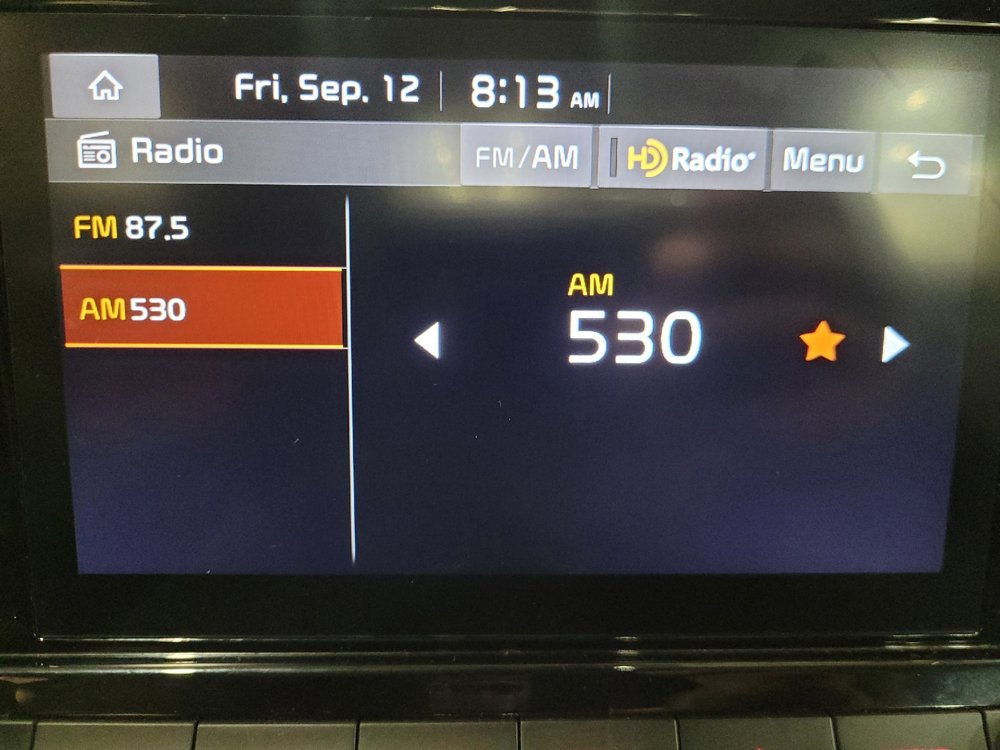 Fri, Sep. 12 8:13 AM
Radio FM/AM HD Radio Menu
FM 87.5
AM 530
AM
530